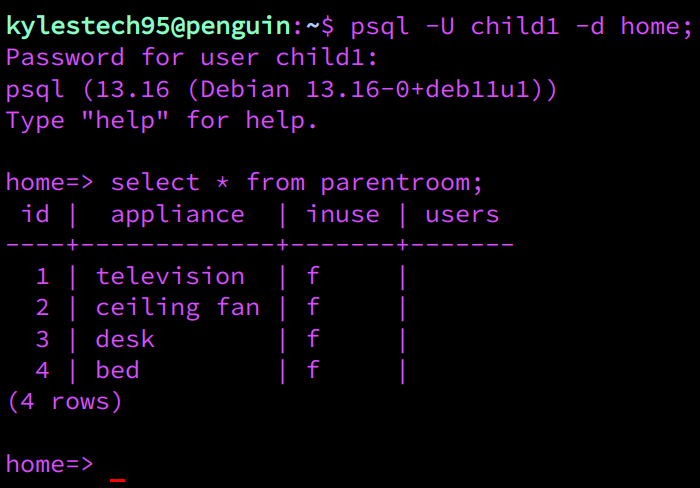 kylestech95@penguin:~$ psql -U child1 -d home;
Password for user child1:
psql (13.16 (Debian 13.16-0+deb11u1))
Type "help" for help.
home=> select * from parentroom;
 id |  appliance  | inuse | users
----+-------------+-------+-------
  1 | television  | f     |
  2 | ceiling fan | f     |
  3 | desk        | f     |
  4 | bed         | f     |
(4 rows)
home=> _